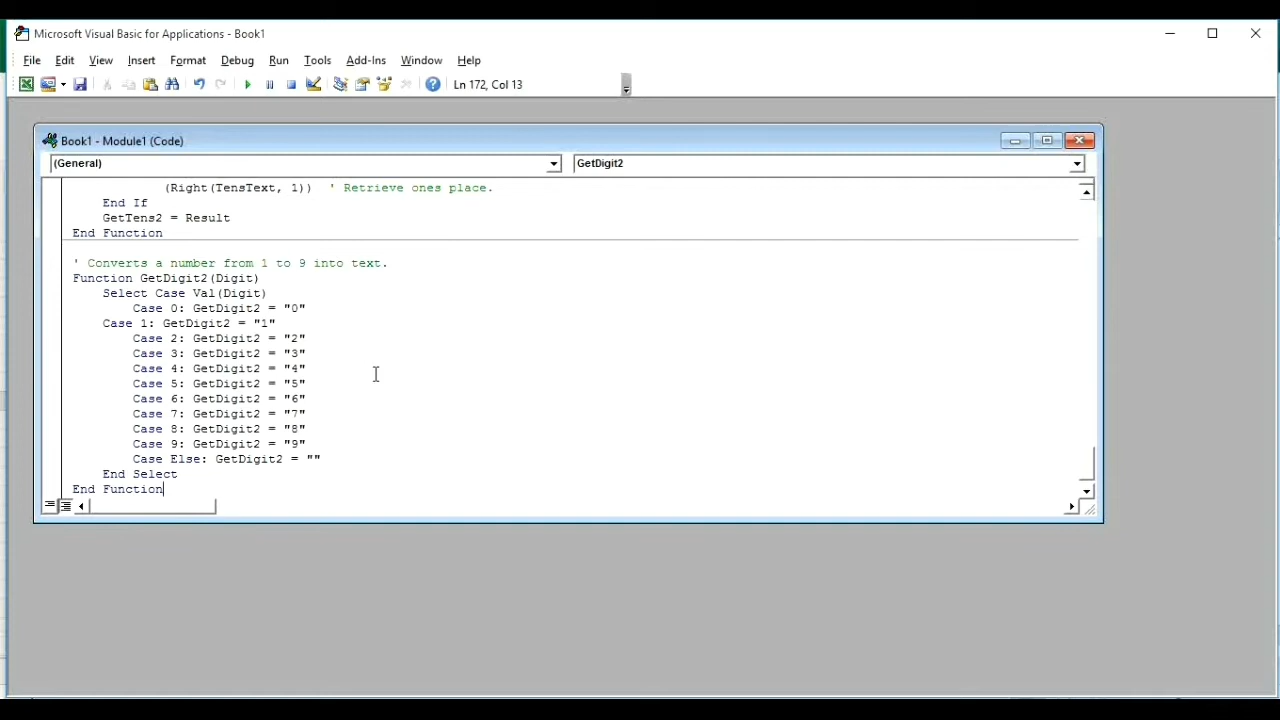 Microsoft Visual Basic for Applications - Book1
File Edit View Insert Format Debug Run Tools Add-Ins Window Help
Ln 172, Col 13
Book1 - Module1 (Code)
(General) GetDigit2
(Right(TensText, 1))  ' Retrieve ones place.
End If
GetTens2 = Result
End Function
' Converts a number from 1 to 9 into text.
Function GetDigit2(Digit)
Select Case Val(Digit)
Case 0: GetDigit2 = "0"
Case 1: GetDigit2 = "1"
Case 2: GetDigit2 = "2"
Case 3: GetDigit2 = "3"
Case 4: GetDigit2 = "4"
Case 5: GetDigit2 = "5"
Case 6: GetDigit2 = "6"
Case 7: GetDigit2 = "7"
Case 8: GetDigit2 = "8"
Case 9: GetDigit2 = "9"
Case Else: GetDigit2 = ""
End Select
End Function